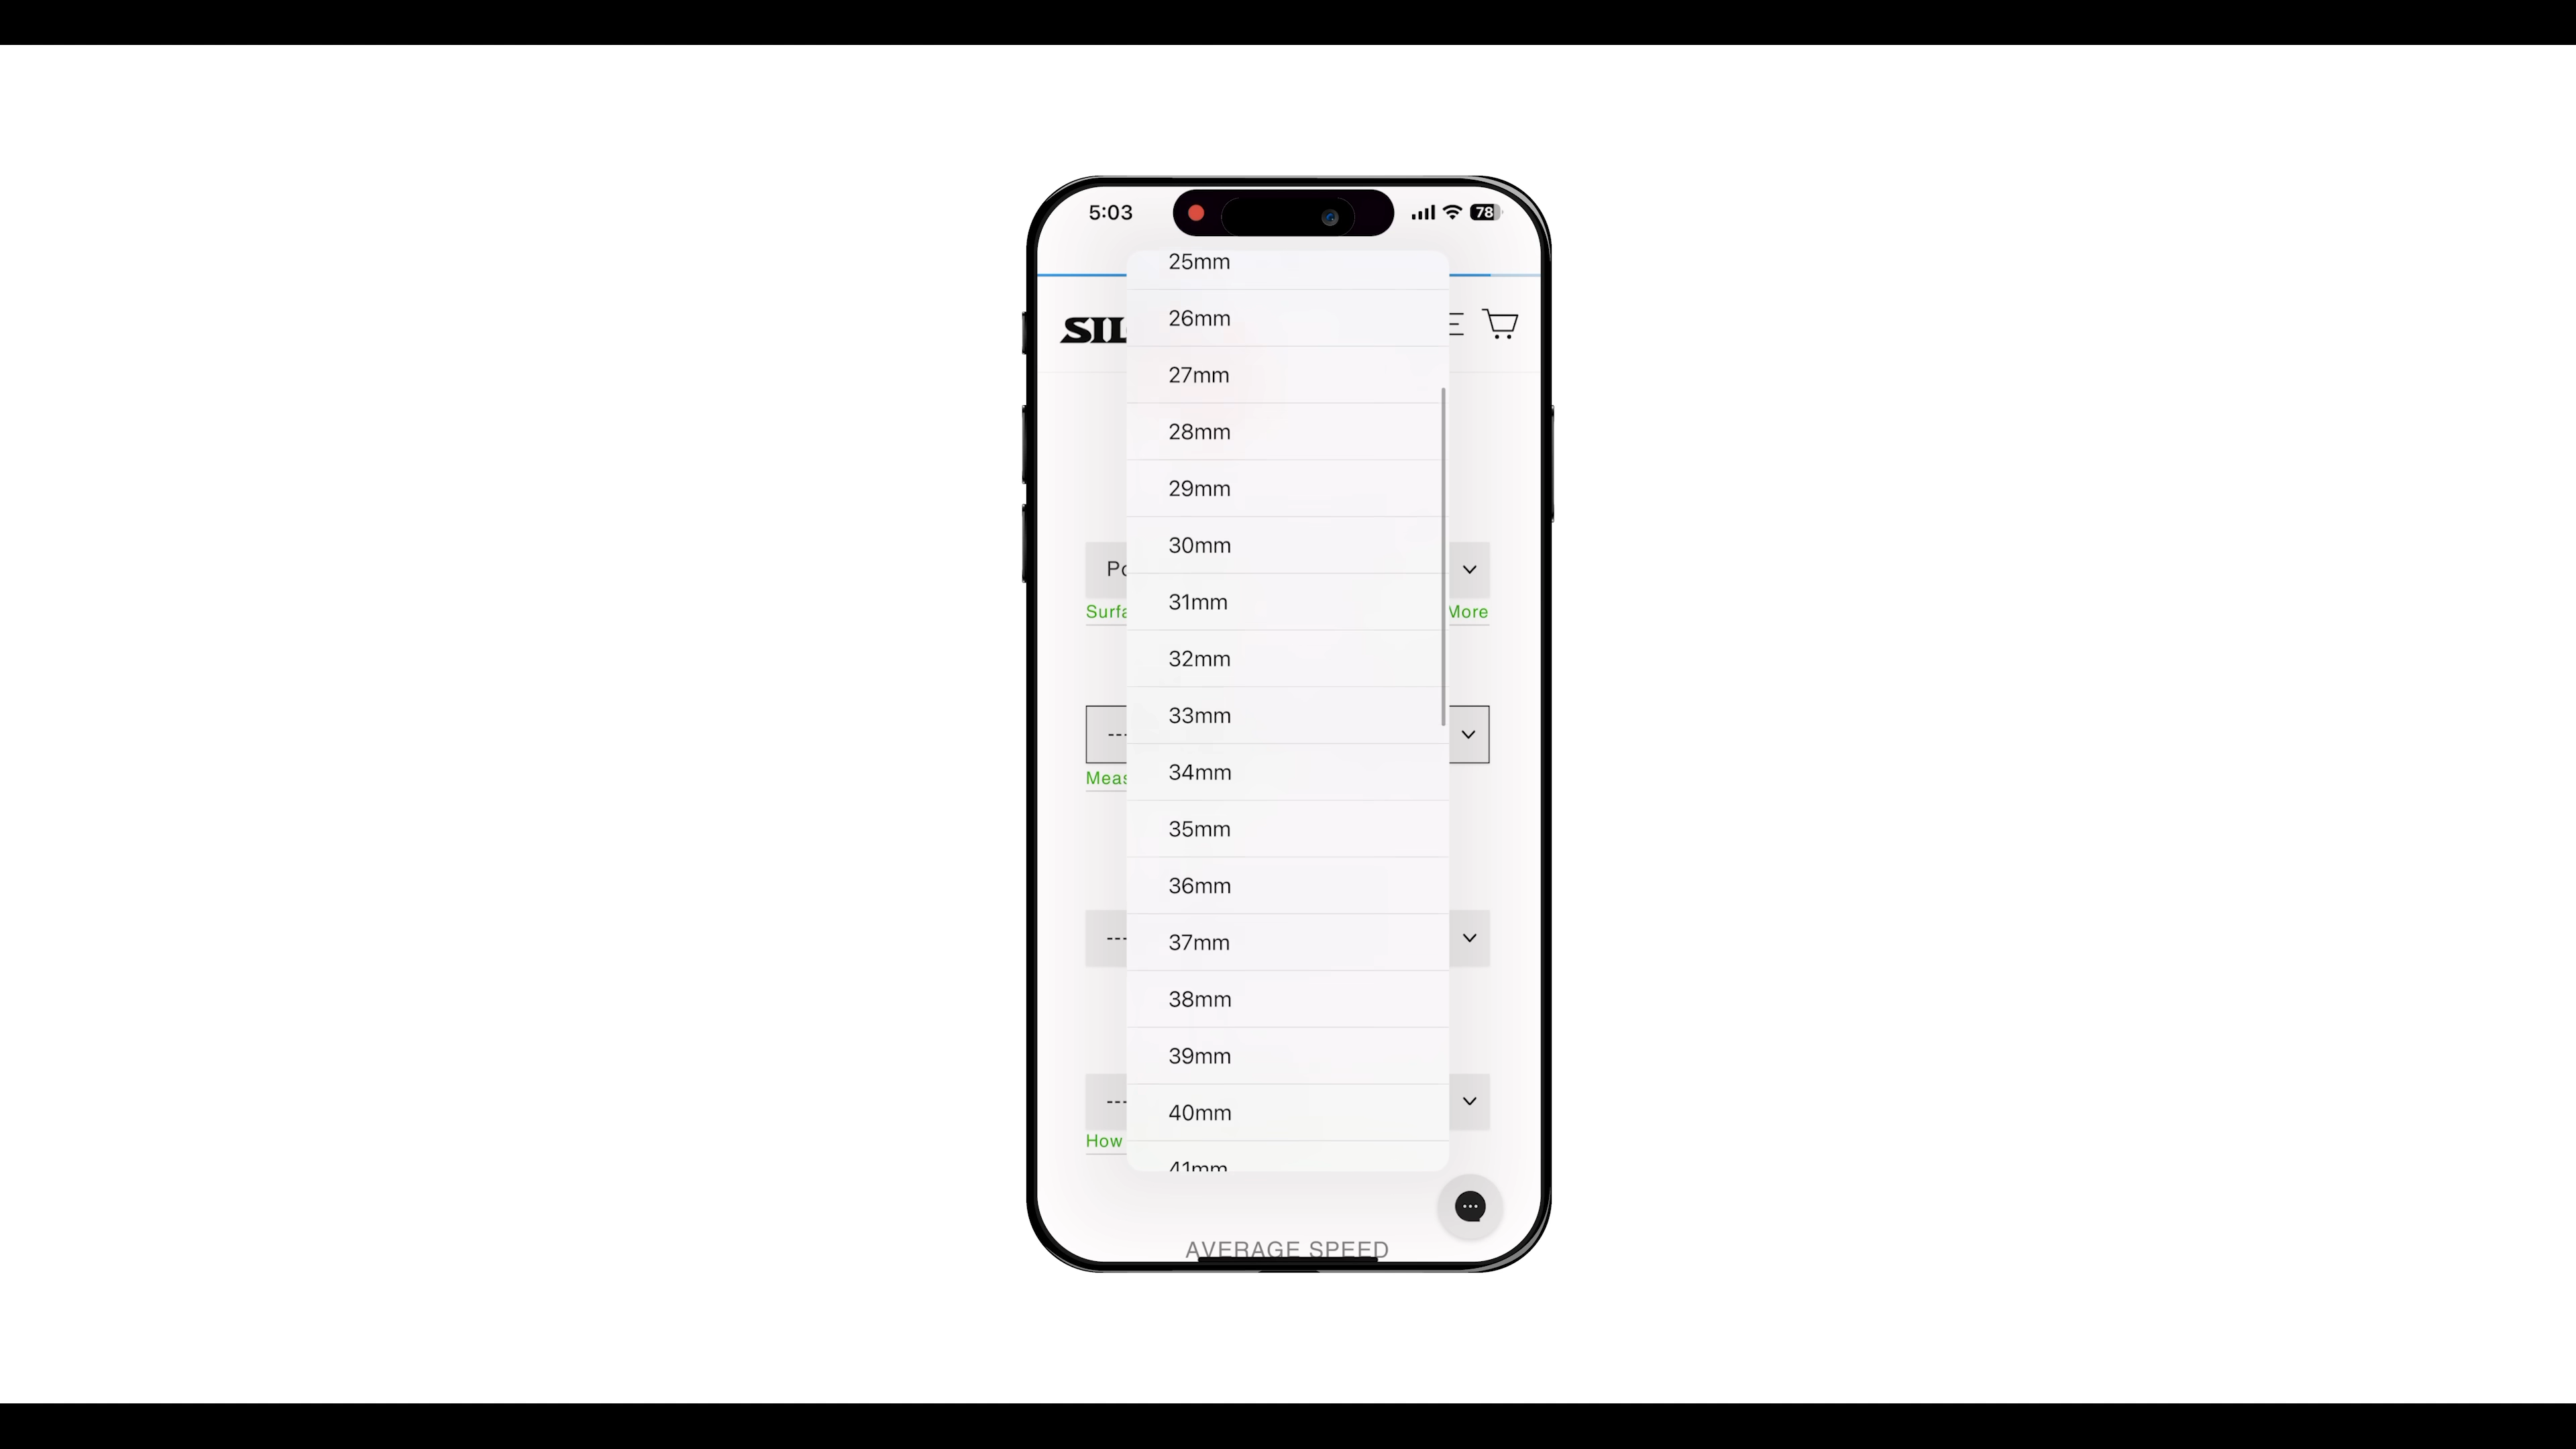 5:03
78
25mm
26mm
SIL
27mm
28mm
29mm
30mm
Po
31mm
Surfa
More
32mm
33mm
---
34mm
Meas
35mm
36mm
37mm
---
38mm
39mm
40mm
---
How
41mm
AVERAGE SPEED